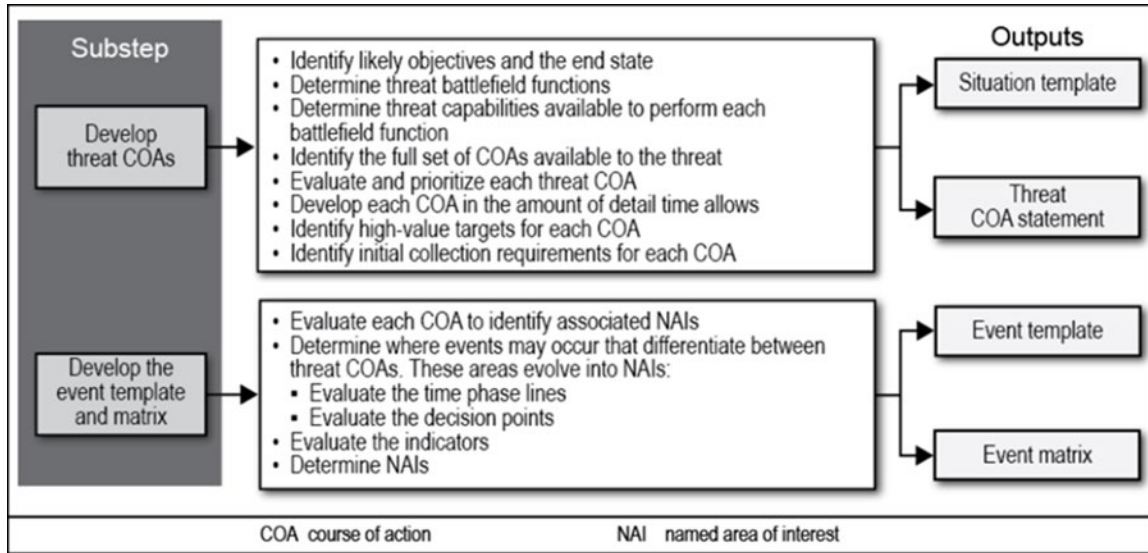 Substep
Outputs
Develop
threat COAs
• Identify likely objectives and the end state
• Determine threat battlefield functions
• Determine threat capabilities available to perform each
battlefield function
• Identify the full set of COAs available to the threat
• Evaluate and prioritize each threat COA
• Develop each COA in the amount of detail time allows
• Identify high-value targets for each COA
• Identify initial collection requirements for each COA
Situation template
Threat
COA statement
Develop the
event template
and matrix
• Evaluate each COA to identify associated NAIs
• Determine where events may occur that differentiate between
threat COAs. These areas evolve into NAIs:
▪ Evaluate the time phase lines
▪ Evaluate the decision points
• Evaluate the indicators
• Determine NAIs
Event template
Event matrix
COA course of action
NAI named area of interest